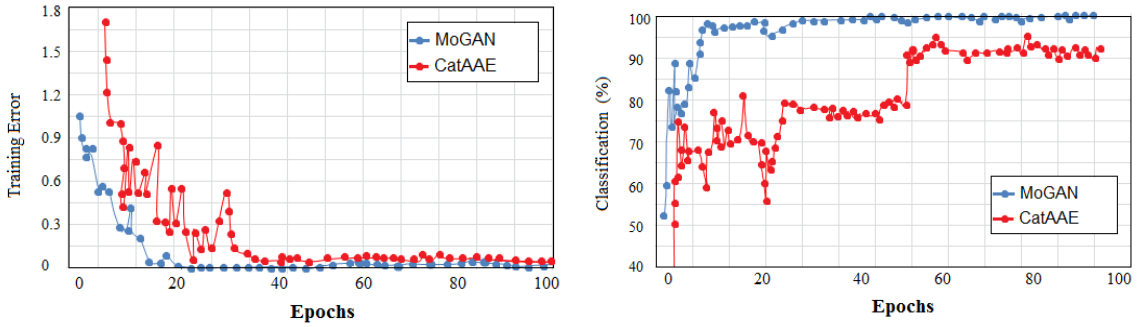 1.8
1.5
1.2
0.9
0.6
0.3
0
Training Error
MoGAN
CatAAE
0 20 40 60 80 100
Epochs
100
90
80
70
60
50
40
Classification (%)
MoGAN
CatAAE
0 20 40 60 80 100
Epochs